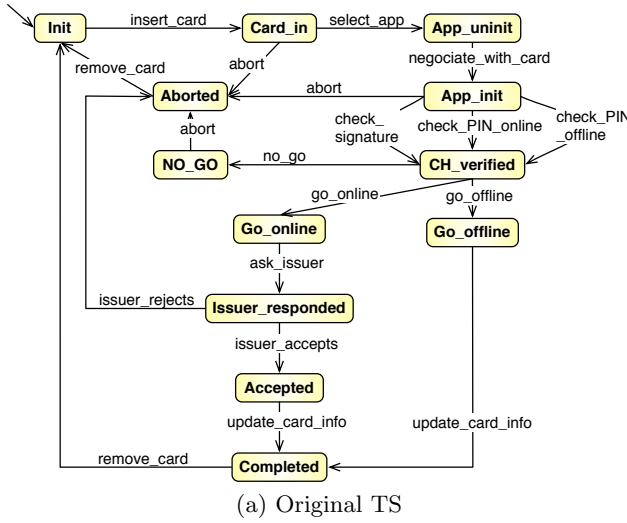 insert_card
select_app
Init
Card_in
App_uninit
negociate_with_card
remove_card
abort
Aborted
abort
App_init
check_
signature
check_PIN_online
check_PIN
_offline
abort
NO_GO
no_go
CH_verified
go_online
go_offline
Go_online
Go_offline
ask_issuer
issuer_rejects
Issuer_responded
issuer_accepts
Accepted
update_card_info
update_card_info
remove_card
Completed
(a) Original TS